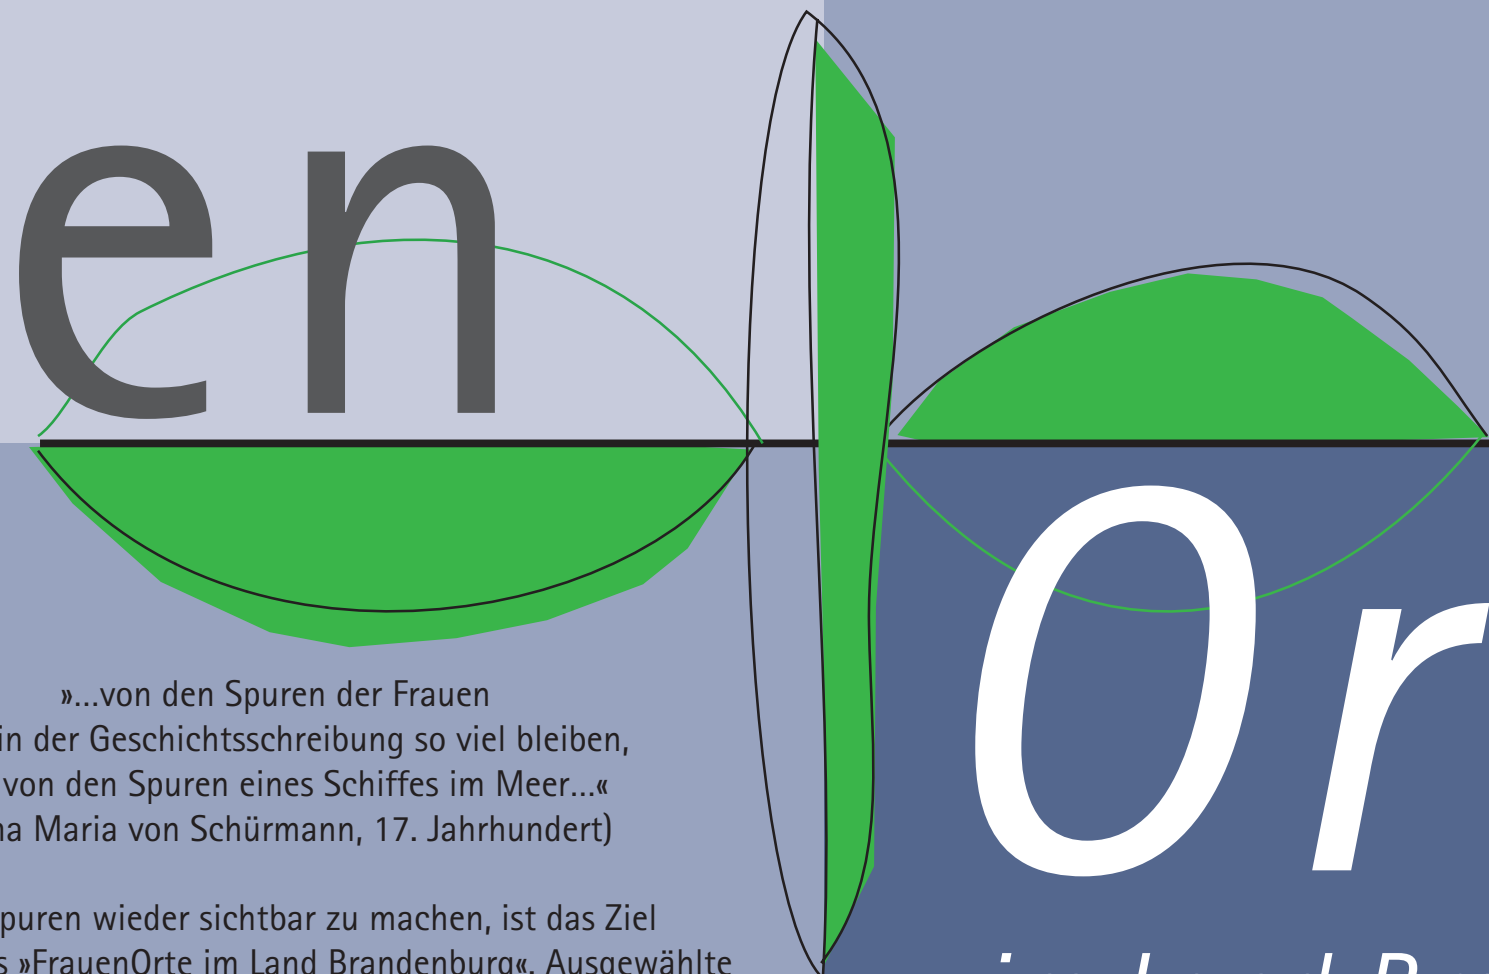 en
Or
»...von den Spuren der Frauen
in der Geschichtsschreibung so viel bleiben,
von den Spuren eines Schiffes im Meer...«
Maria von Schürmann, 17. Jahrhundert)
puren wieder sichtbar zu machen, ist das Ziel
»FrauenOrte im Land Brandenburg«. Ausgewählte